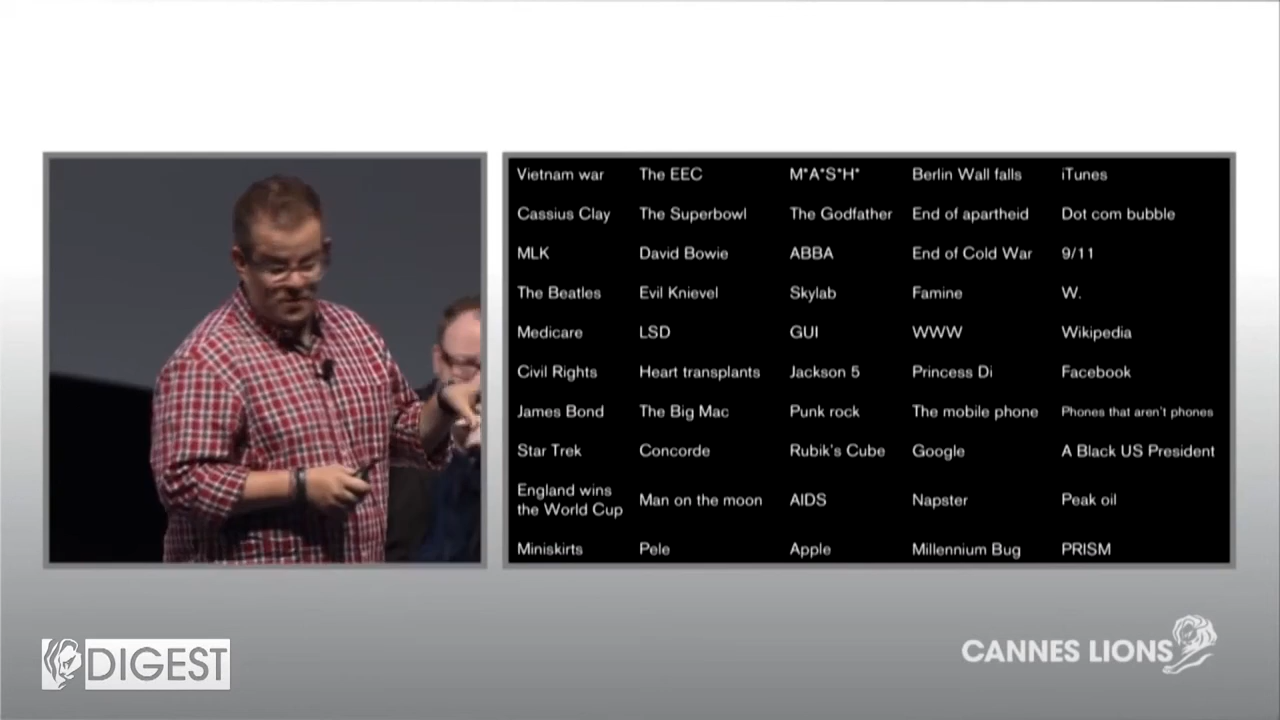 Vietnam war The EEC M*A*S*H* Berlin Wall falls iTunes
Cassius Clay The Superbowl The Godfather End of apartheid Dot com bubble
MLK David Bowie ABBA End of Cold War 9/11
The Beatles Evil Knievel Skylab Famine W.
Medicare LSD GUI WWW Wikipedia
Civil Rights Heart transplants Jackson 5 Princess Di Facebook
James Bond The Big Mac Punk rock The mobile phone Phones that aren't phones
Star Trek Concorde Rubik's Cube Google A Black US President
England wins
the World Cup Man on the moon AIDS Napster Peak oil
Miniskirts Pele Apple Millennium Bug PRISM
DIGEST
CANNES LIONS